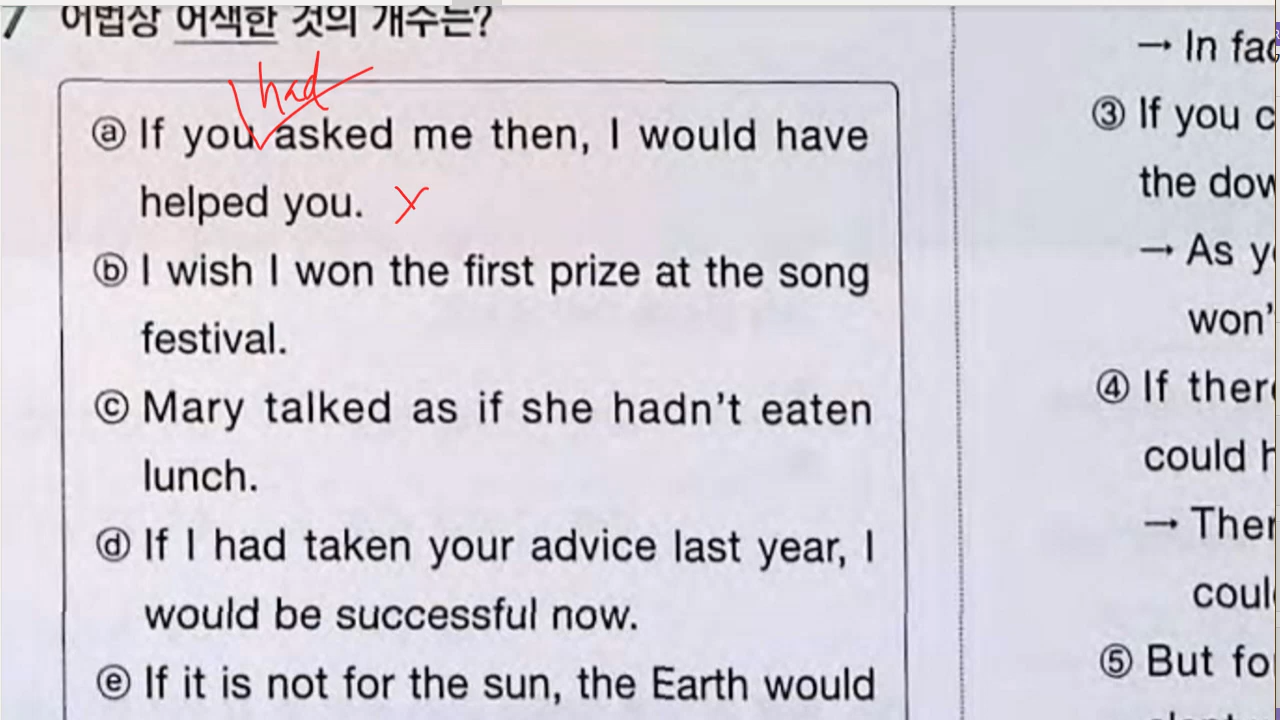 7 어법상 어색한 것의 개수는?
had
ⓐ If you asked me then, I would have
helped you. X
ⓑ I wish I won the first prize at the song
festival.
ⓒ Mary talked as if she hadn't eaten
lunch.
ⓓ If I had taken your advice last year, I
would be successful now.
ⓔ If it is not for the sun, the Earth would
→ In fac
③ If you c
the dow
→ As y
won'
④ If there
could h
→ Ther
coul
⑤ But fo